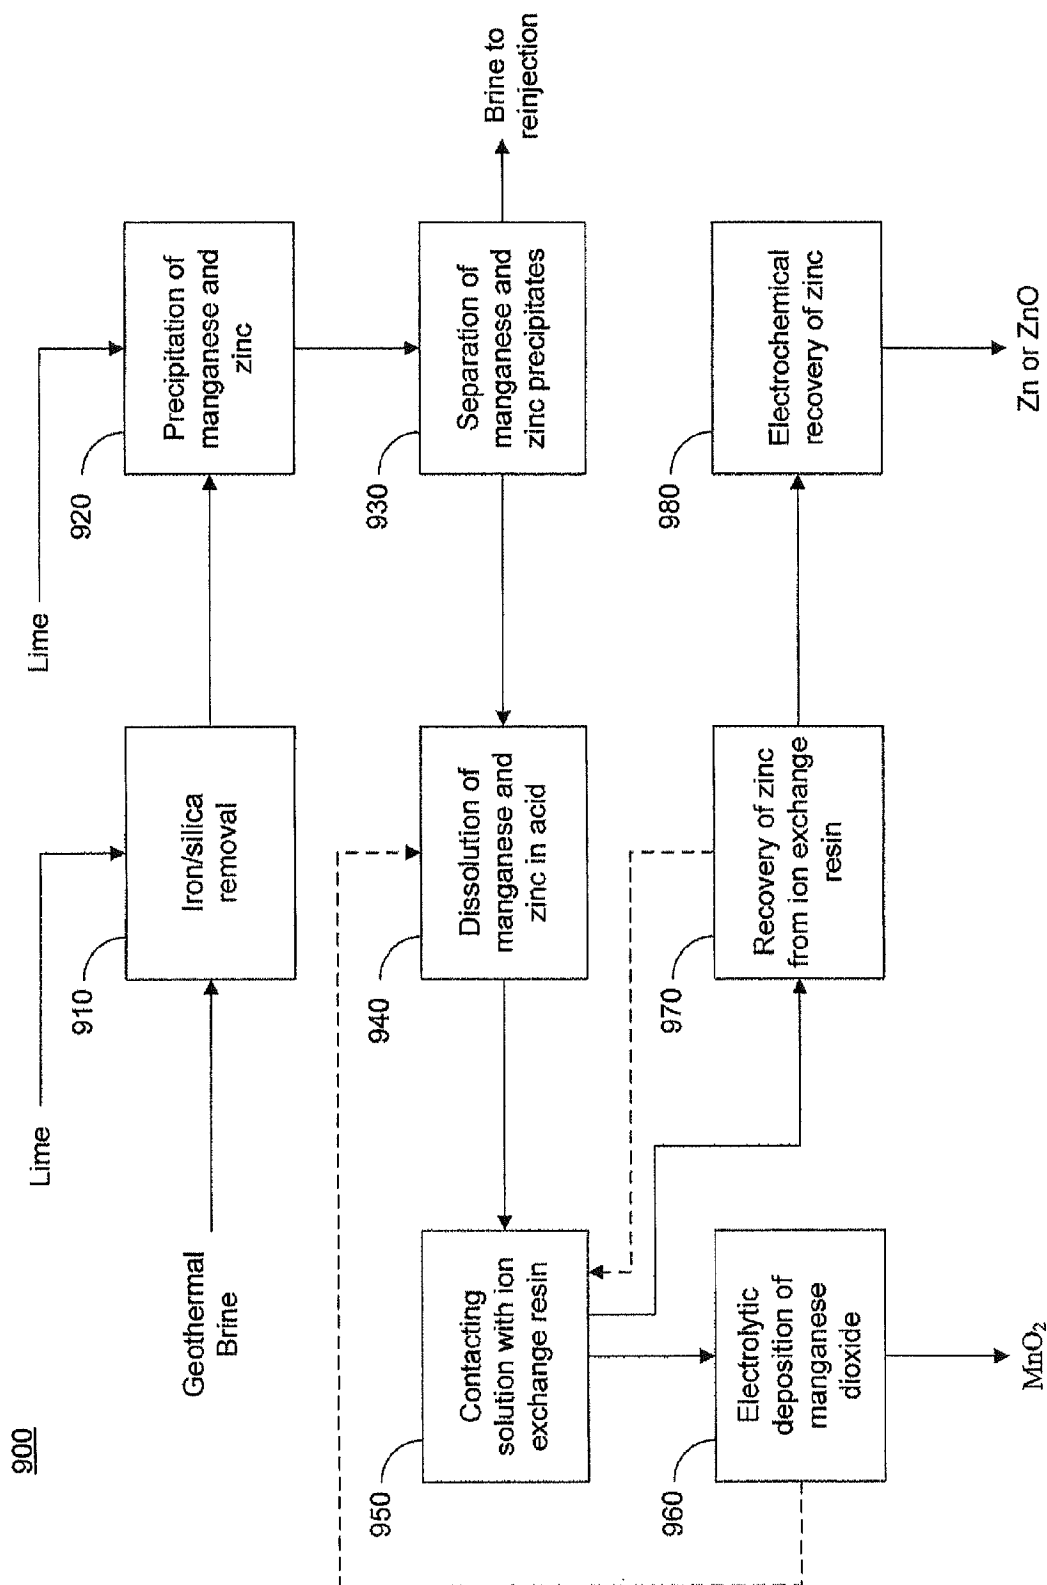 900
Lime
Lime
Geothermal
Brine
910
Iron/silica
removal
920
Precipitation of
manganese and
zinc
930
Separation of
manganese and
zinc precipitates
Brine to
reinjection
940
Dissolution of
manganese and
zinc in acid
950
Contacting
solution with ion
exchange resin
960
Electrolytic
deposition of
manganese
dioxide
MnO₂
970
Recovery of zinc
from ion exchange
resin
980
Electrochemical
recovery of zinc
Zn or ZnO